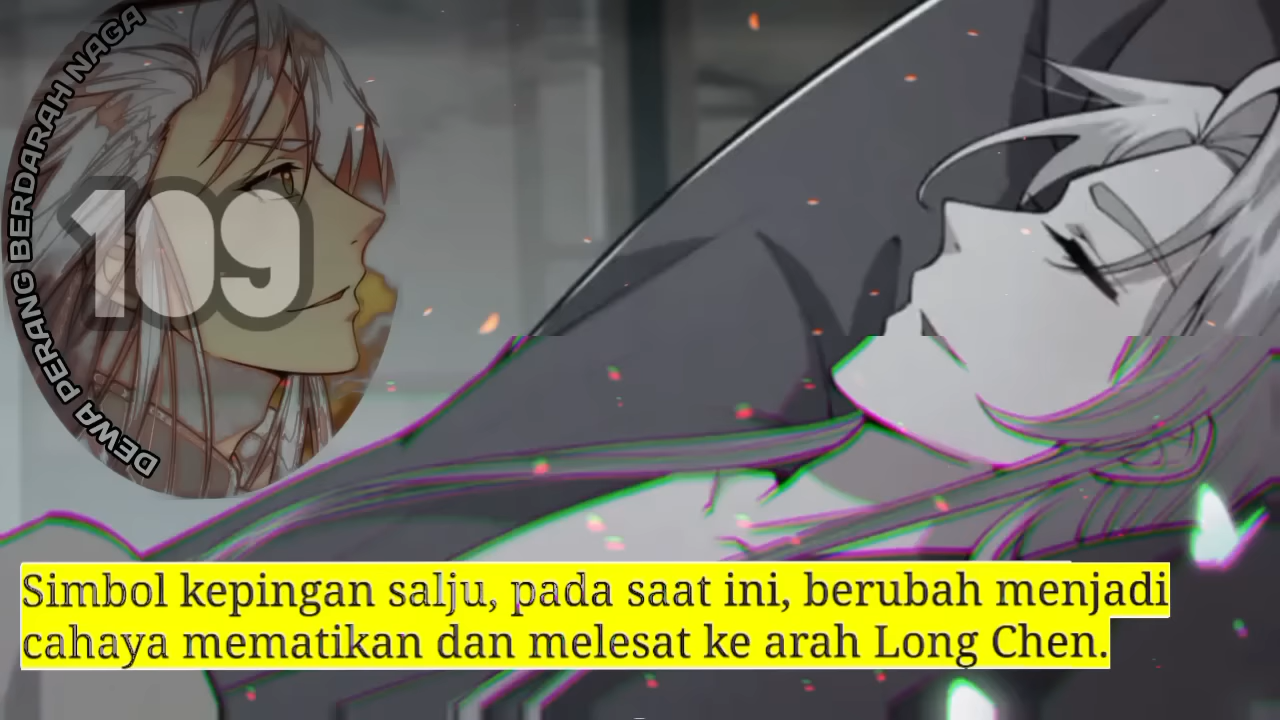 DEWA PERANG BERDARAH NAGA
109
Simbol kepingan salju, pada saat ini, berubah menjadi
cahaya mematikan dan melesat ke arah Long Chen.